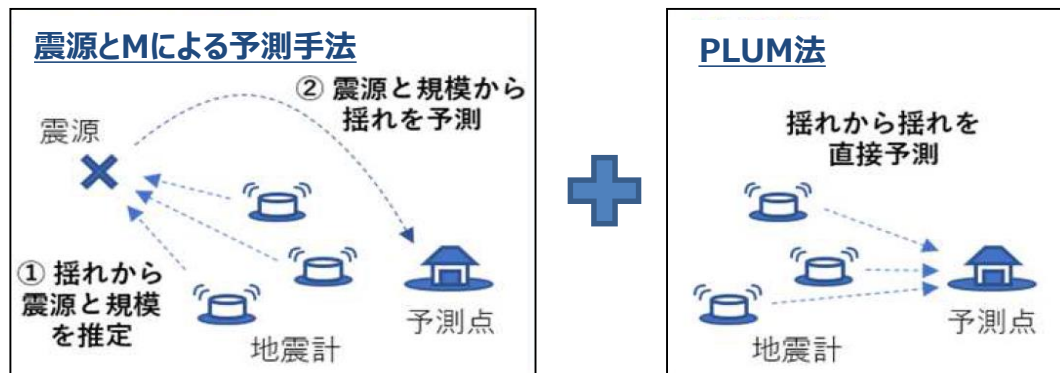 震源とMによる予測手法
② 震源と規模から
揺れを予測
震源
① 揺れから
震源と規模
を推定
地震計
予測点
PLUM法
揺れから揺れを
直接予測
地震計
予測点